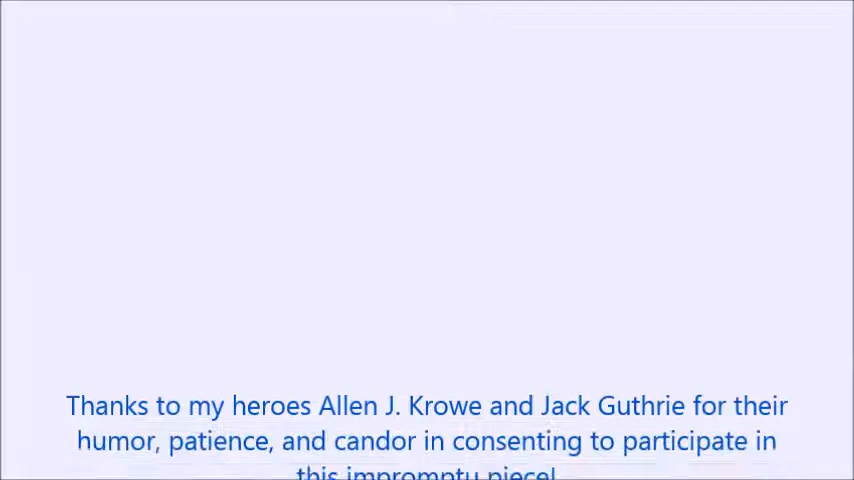 Thanks to my heroes Allen J. Krowe and Jack Guthrie for their
humor, patience, and candor in consenting to participate in
this impromptu piece!